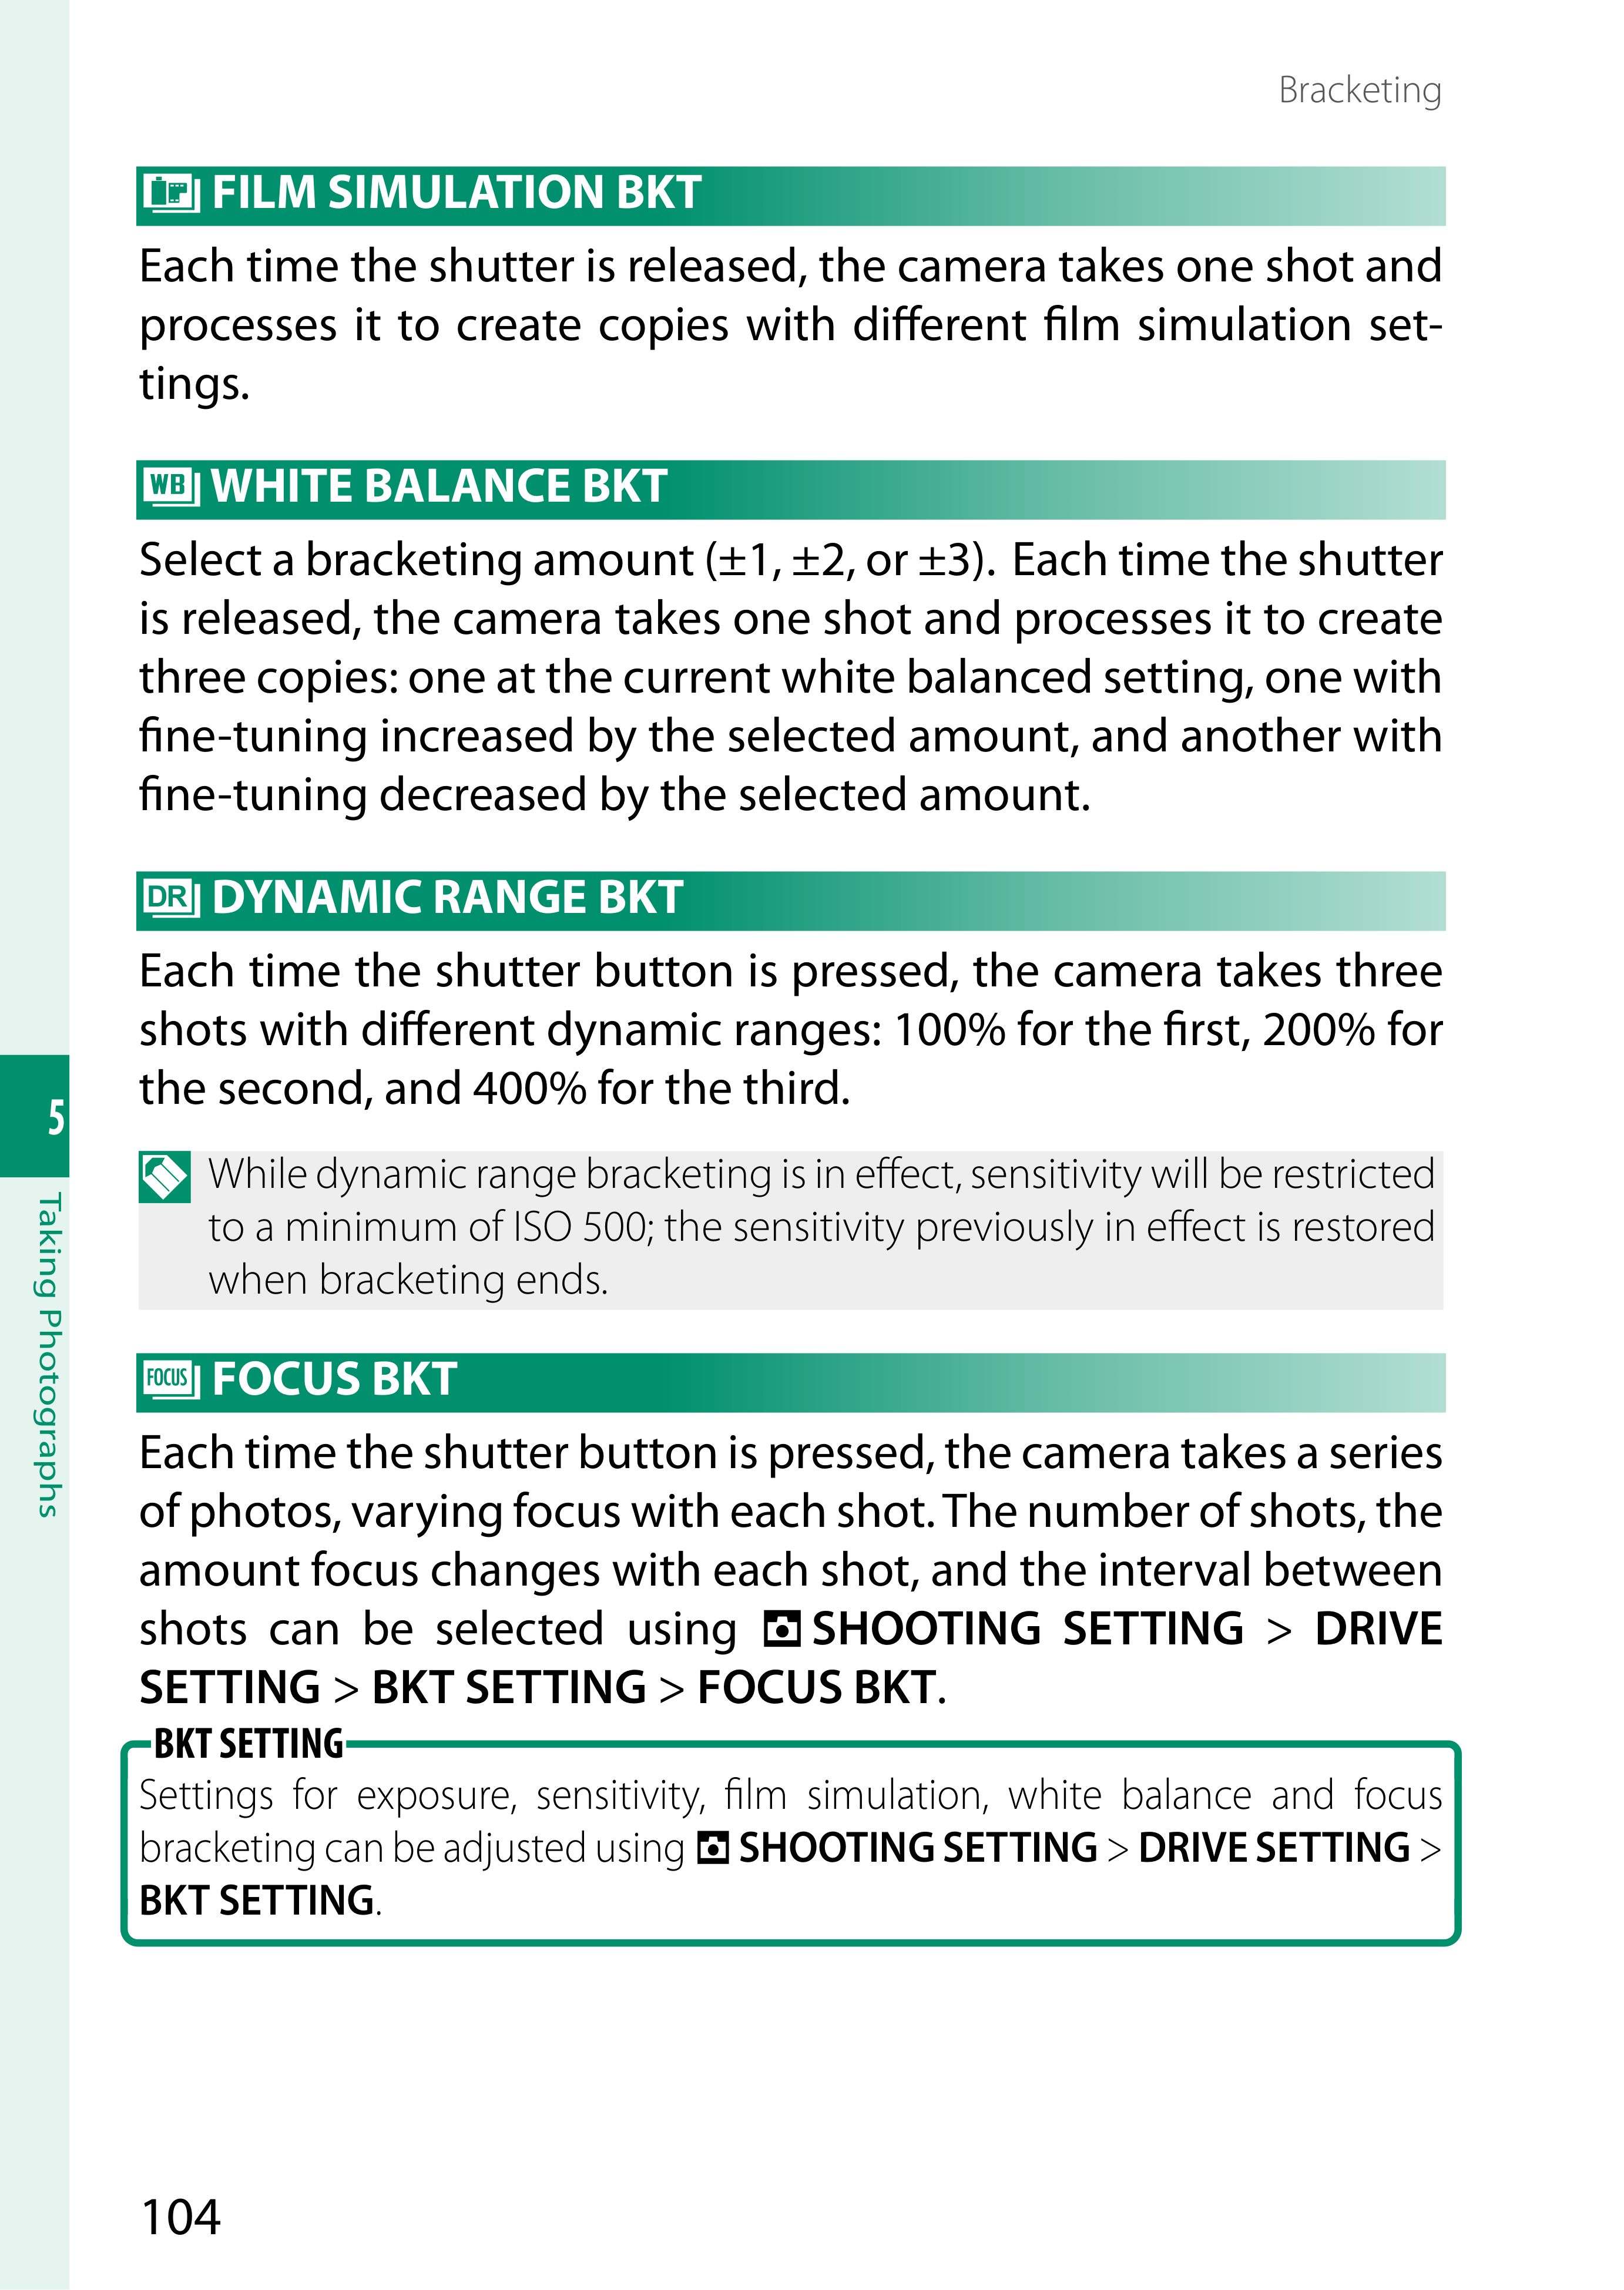 Bracketing
FILM SIMULATION BKT
Each time the shutter is released, the camera takes one shot and
processes it to create copies with different film simulation set-
tings.
WB WHITE BALANCE BKT
Select a bracketing amount (±1, ±2, or ±3). Each time the shutter
is released, the camera takes one shot and processes it to create
three copies: one at the current white balanced setting, one with
fine-tuning increased by the selected amount, and another with
fine-tuning decreased by the selected amount.
DR DYNAMIC RANGE BKT
Each time the shutter button is pressed, the camera takes three
shots with different dynamic ranges: 100% for the first, 200% for
the second, and 400% for the third.
While dynamic range bracketing is in effect, sensitivity will be restricted
to a minimum of ISO 500; the sensitivity previously in effect is restored
when bracketing ends.
FOCUS FOCUS BKT
Each time the shutter button is pressed, the camera takes a series
of photos, varying focus with each shot. The number of shots, the
amount focus changes with each shot, and the interval between
shots can be selected using SHOOTING SETTING > DRIVE
SETTING > BKT SETTING > FOCUS BKT.
BKT SETTING
Settings for exposure, sensitivity, film simulation, white balance and focus
bracketing can be adjusted using SHOOTING SETTING > DRIVE SETTING >
BKT SETTING.
5
Taking Photographs
104